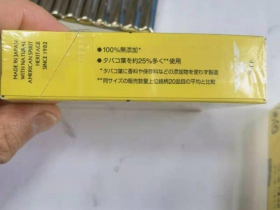 MADE IN JAPAN
WITH NATURAL
AMERICAN SPIRIT
HERITAGE
SINCE 1982
●100%無添加*
●タバコ葉を約25%多く**使用
*タバコ葉に香料や保存料などの添加物を使わず製造
**同サイズの販売数量上位銘柄20品目の平均と比較